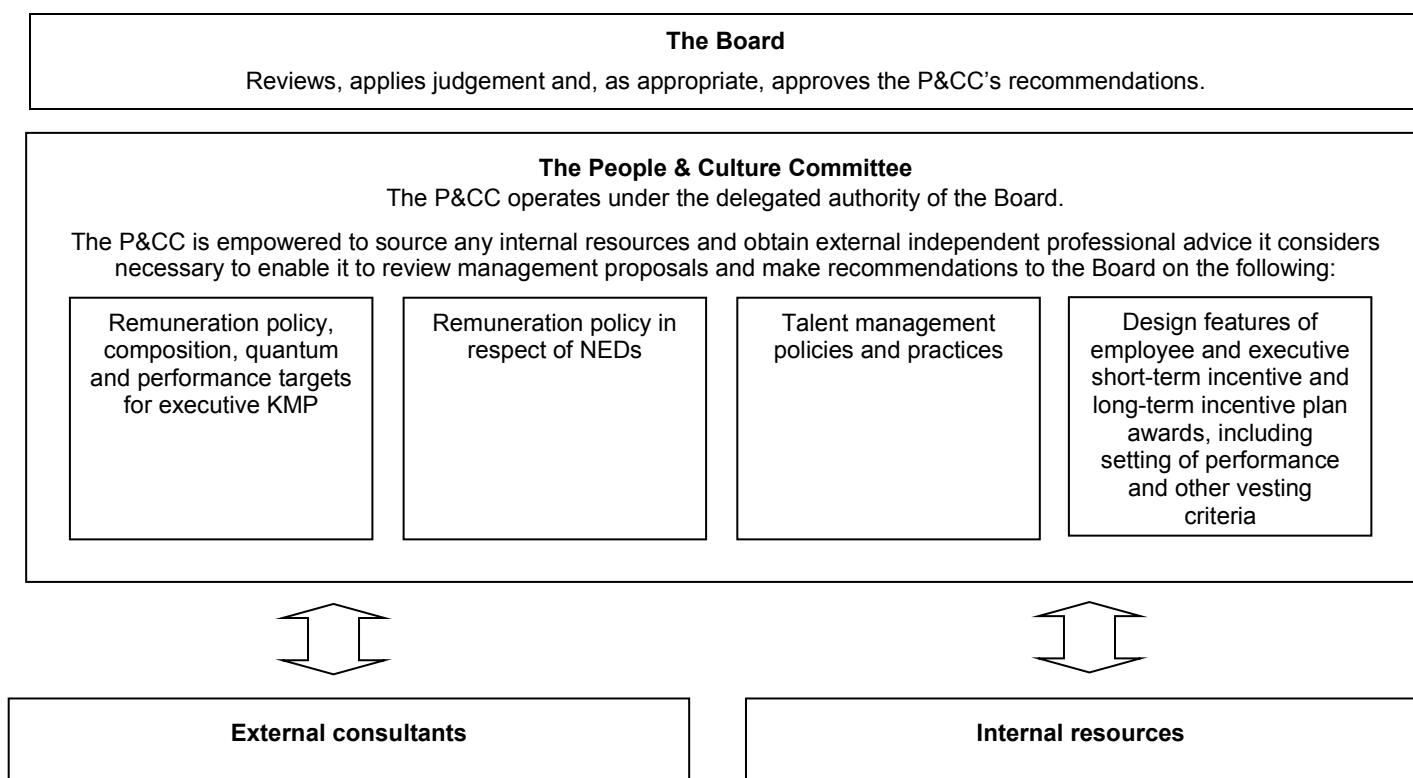 The Board
Reviews, applies judgement and, as appropriate, approves the P&CC’s recommendations.
The People & Culture Committee
The P&CC operates under the delegated authority of the Board.
The P&CC is empowered to source any internal resources and obtain external independent professional advice it considers
necessary to enable it to review management proposals and make recommendations to the Board on the following:
Remuneration policy,
composition, quantum
and performance targets
for executive KMP
Remuneration policy in
respect of NEDs
Talent management
policies and practices
Design features of
employee and executive
short-term incentive and
long-term incentive plan
awards, including
setting of performance
and other vesting
criteria
External consultants
Internal resources